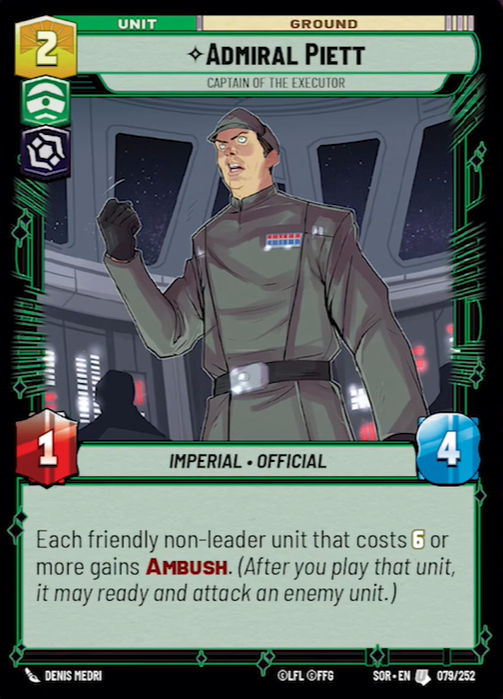 UNIT
GROUND
2
ADMIRAL PIETT
CAPTAIN OF THE EXECUTOR
1
IMPERIAL • OFFICIAL
4
Each friendly non-leader unit that costs 6 or
more gains AMBUSH. (After you play that unit,
it may ready and attack an enemy unit.)
DENIS MEDRI
©LFL ©FFG
SOR • EN
079/252